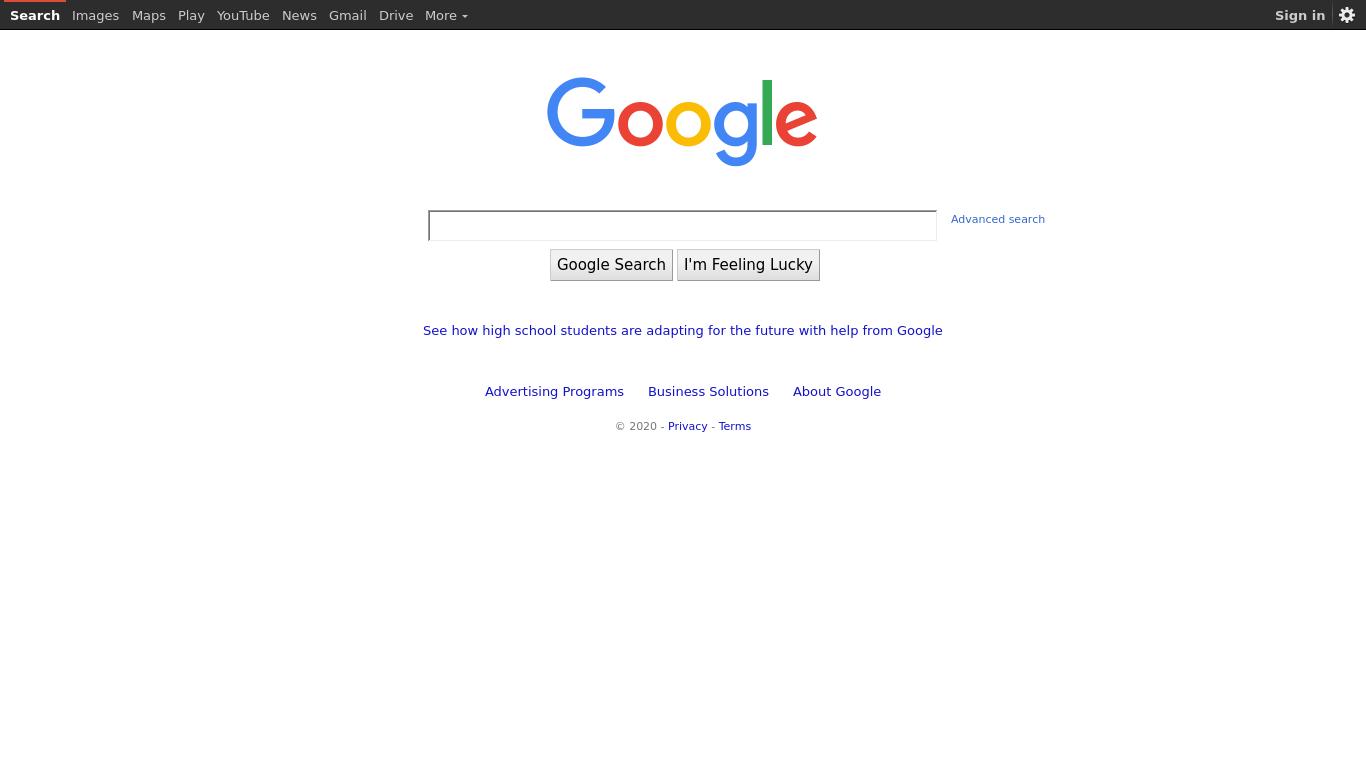 Search Images Maps Play YouTube News Gmail Drive More Sign in
Google
Advanced search
Google Search I'm Feeling Lucky
See how high school students are adapting for the future with help from Google
Advertising Programs Business Solutions About Google
© 2020 - Privacy - Terms